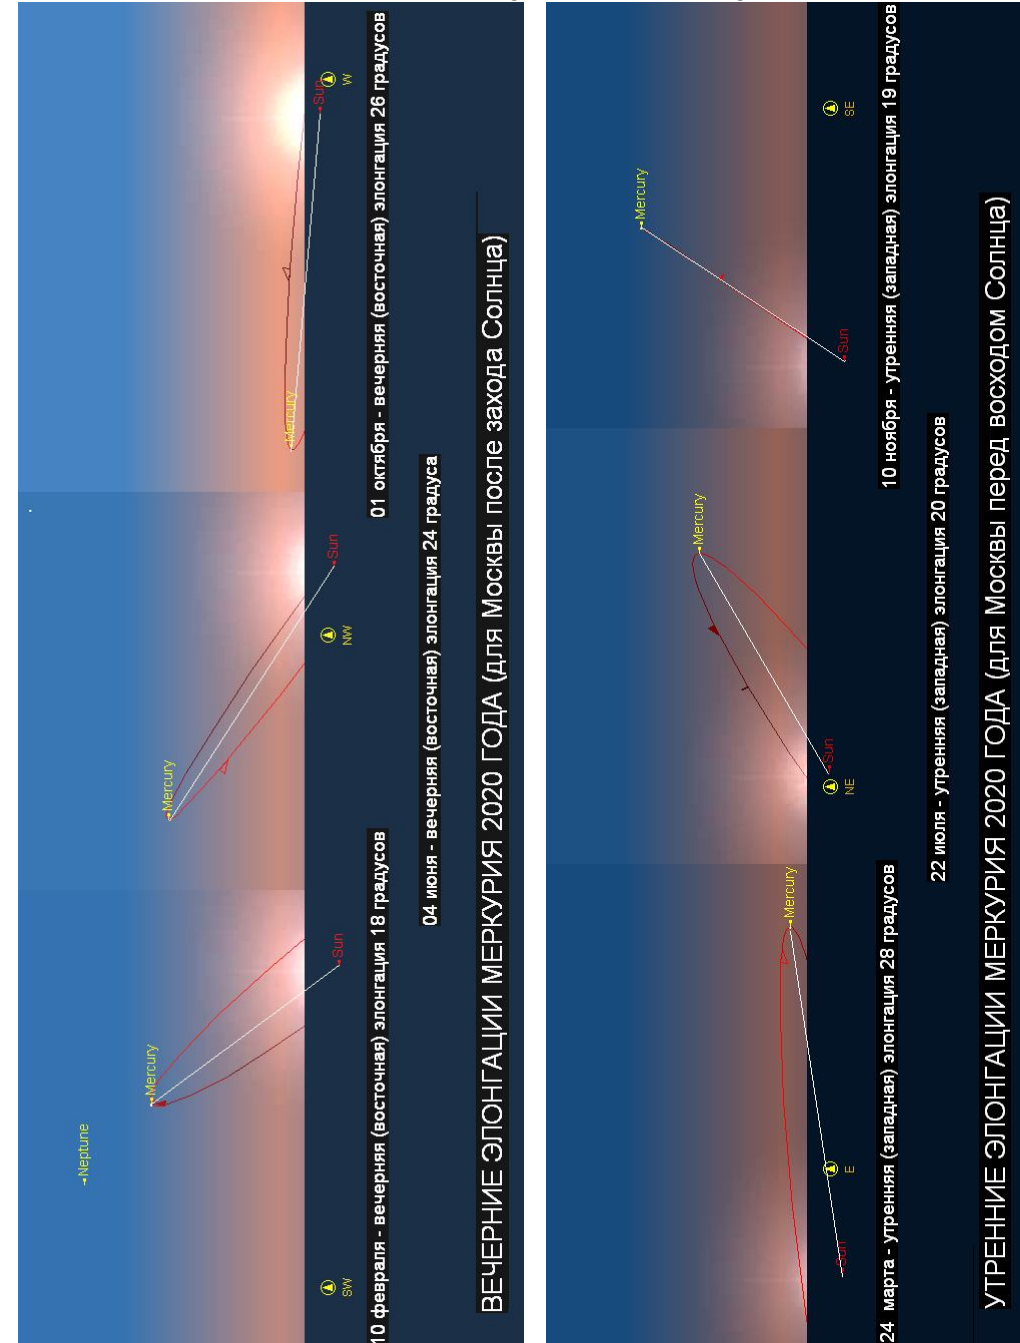 Neptune
Mercury
Sun
SW
10 февраля - вечерняя (восточная) элонгация 18 градусов
Mercury
Sun
NW
04 июня - вечерняя (восточная) элонгация 24 градуса
Mercury
Sun
W
01 октября - вечерняя (восточная) элонгация 26 градусов
ВЕЧЕРНИЕ ЭЛОНГАЦИИ МЕРКУРИЯ 2020 ГОДА (для Москвы после захода Солнца)
Mercury
Sun
E
24 марта - утренняя (западная) элонгация 28 градусов
Mercury
Sun
NE
22 июля - утренняя (западная) элонгация 20 градусов
Mercury
Sun
SE
10 ноября - утренняя (западная) элонгация 19 градусов
УТРЕННИЕ ЭЛОНГАЦИИ МЕРКУРИЯ 2020 ГОДА (для Москвы перед восходом Солнца)